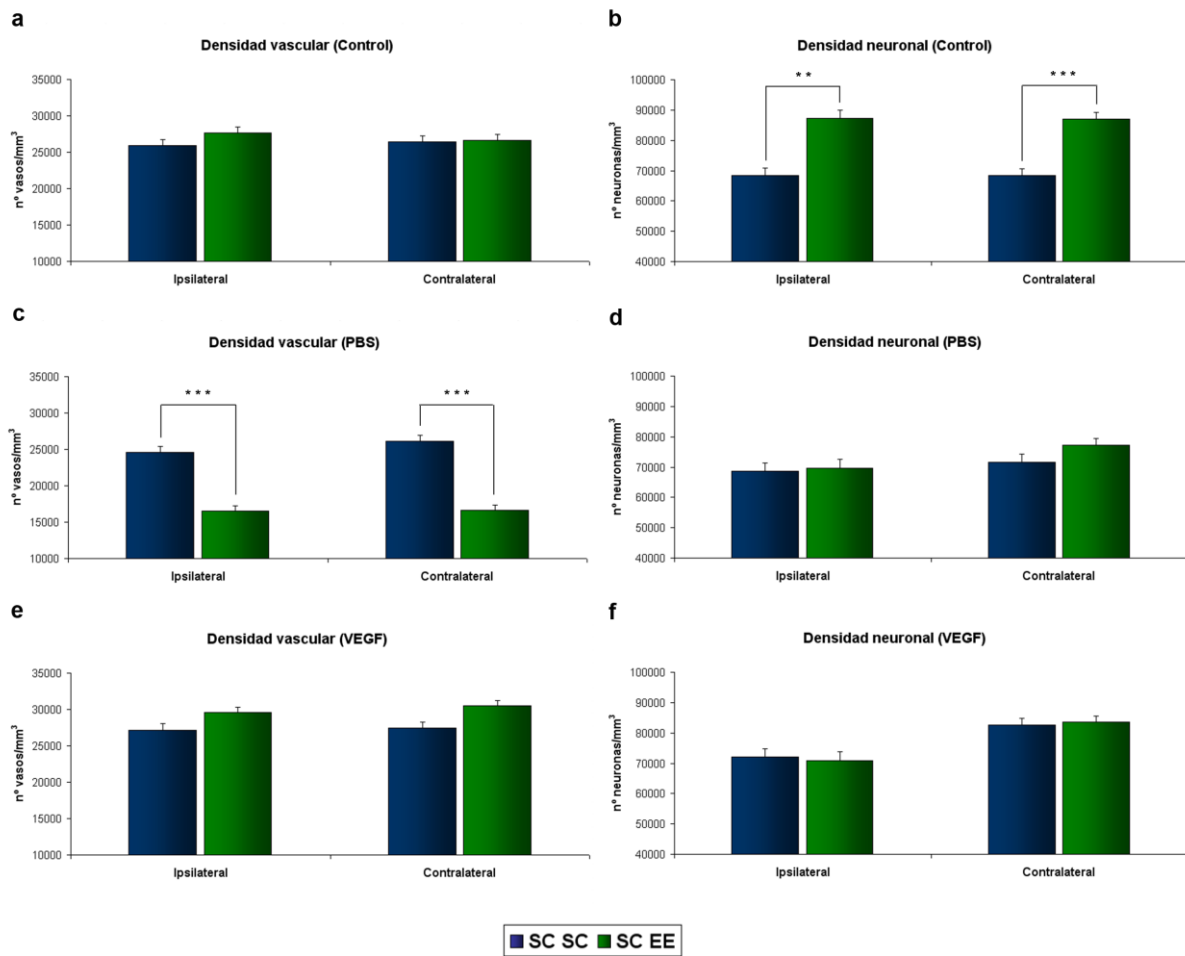 a
Densidad vascular (Control)
35000
30000
25000
20000
15000
10000
nº vasos/mm³
Ipsilateral
Contralateral
b
Densidad neuronal (Control)
100000
90000
80000
70000
60000
50000
40000
nº neuronas/mm³
**
***
Ipsilateral
Contralateral
c
Densidad vascular (PBS)
35000
30000
25000
20000
15000
10000
nº vasos/mm³
***
***
Ipsilateral
Contralateral
d
Densidad neuronal (PBS)
100000
90000
80000
70000
60000
50000
40000
nº neuronas/mm³
Ipsilateral
Contralateral
e
Densidad vascular (VEGF)
35000
30000
25000
20000
15000
10000
nº vasos/mm³
Ipsilateral
Contralateral
f
Densidad neuronal (VEGF)
100000
90000
80000
70000
60000
50000
40000
nº neuronas/mm³
Ipsilateral
Contralateral
SC SC SC EE